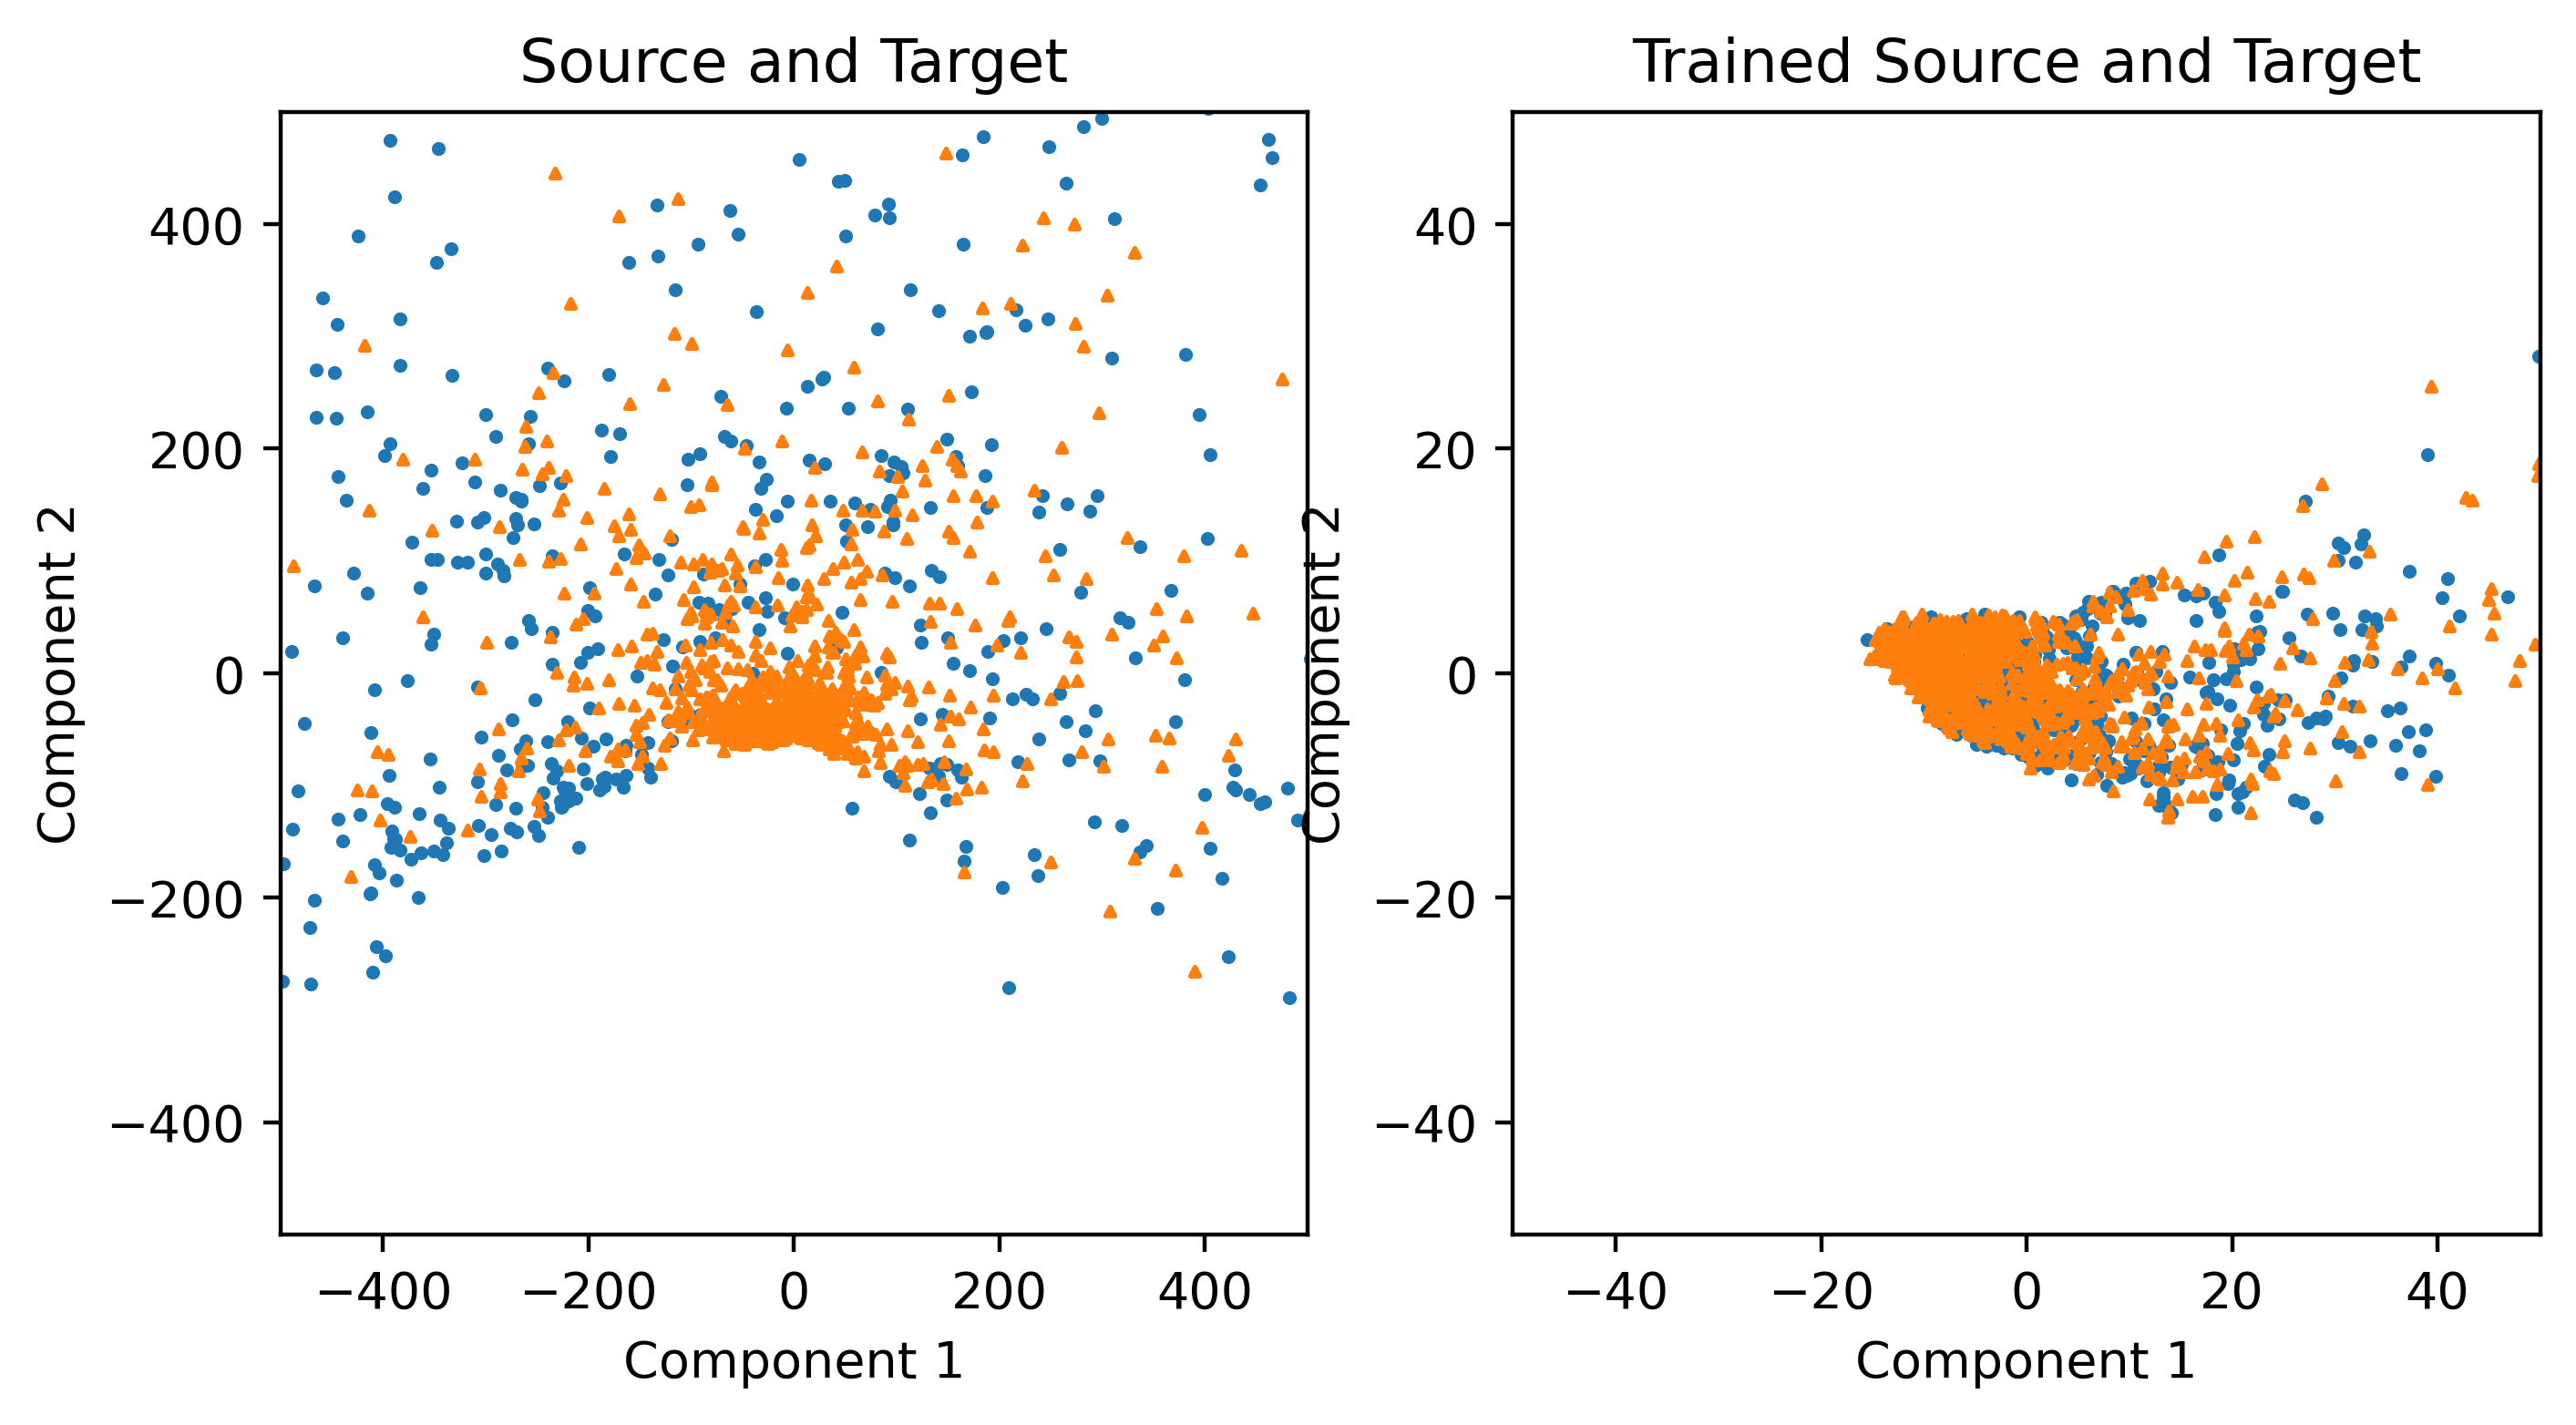 Source and Target
Trained Source and Target
Component 2
400
200
0
−200
−400
−400 −200 0 200 400
Component 1
Component 2
40
20
0
−20
−40
−40 −20 0 20 40
Component 1